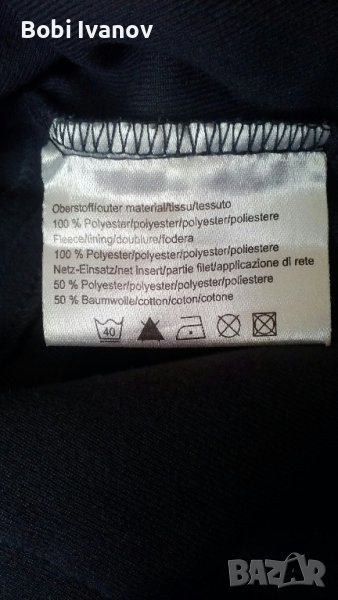 Bobi Ivanov
Oberstoff/outer material/tissu/tessuto
100 % Polyester/polyester/polyester/poliestere
Fleece/lining/doublure/fodera
100 % Polyester/polyester/polyester/poliestere
Netz-Einsatz/net insert/partie filet/applicazione di rete
50 % Polyester/polyester/polyester/poliestere
50 % Baumwolle/cotton/coton/cotone
40
BAZAR